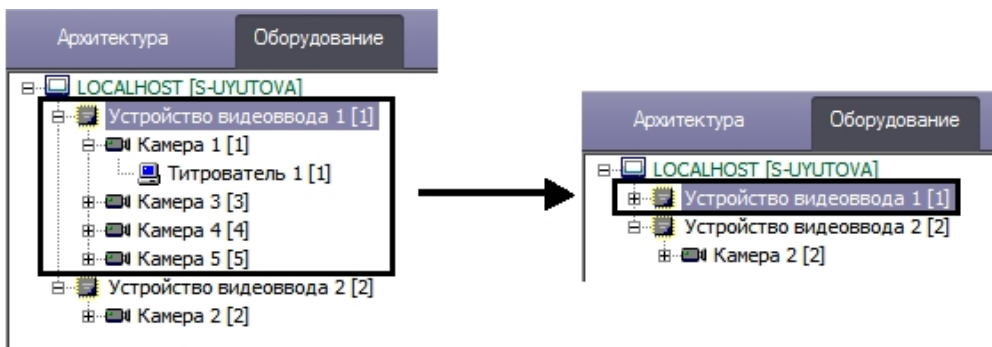 Архитектура Оборудование
LOCALHOST [S-UYUTOVA]
Устройство видеоввода 1 [1]
Камера 1 [1]
Титрователь 1 [1]
Камера 3 [3]
Камера 4 [4]
Камера 5 [5]
Устройство видеоввода 2 [2]
Камера 2 [2]
Архитектура Оборудование
LOCALHOST [S-UYUTOVA]
Устройство видеоввода 1 [1]
Устройство видеоввода 2 [2]
Камера 2 [2]